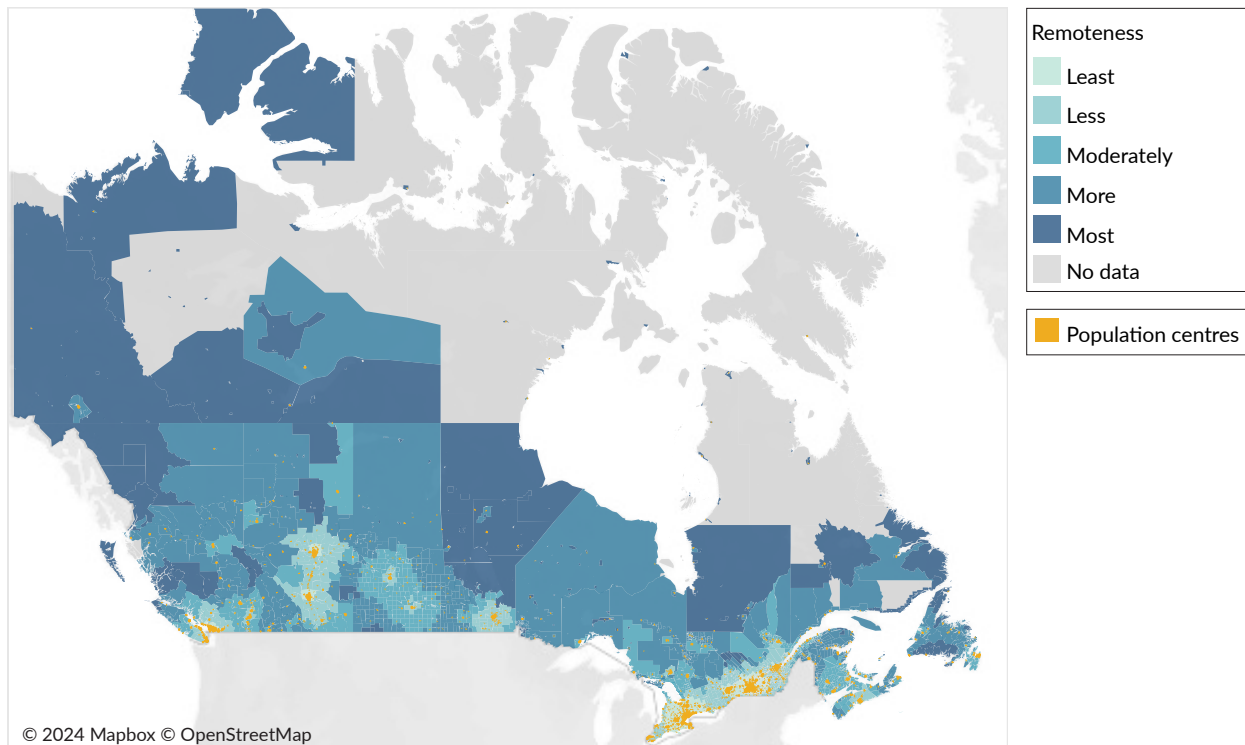 Remoteness
Least
Less
Moderately
More
Most
No data
Population centres
© 2024 Mapbox © OpenStreetMap